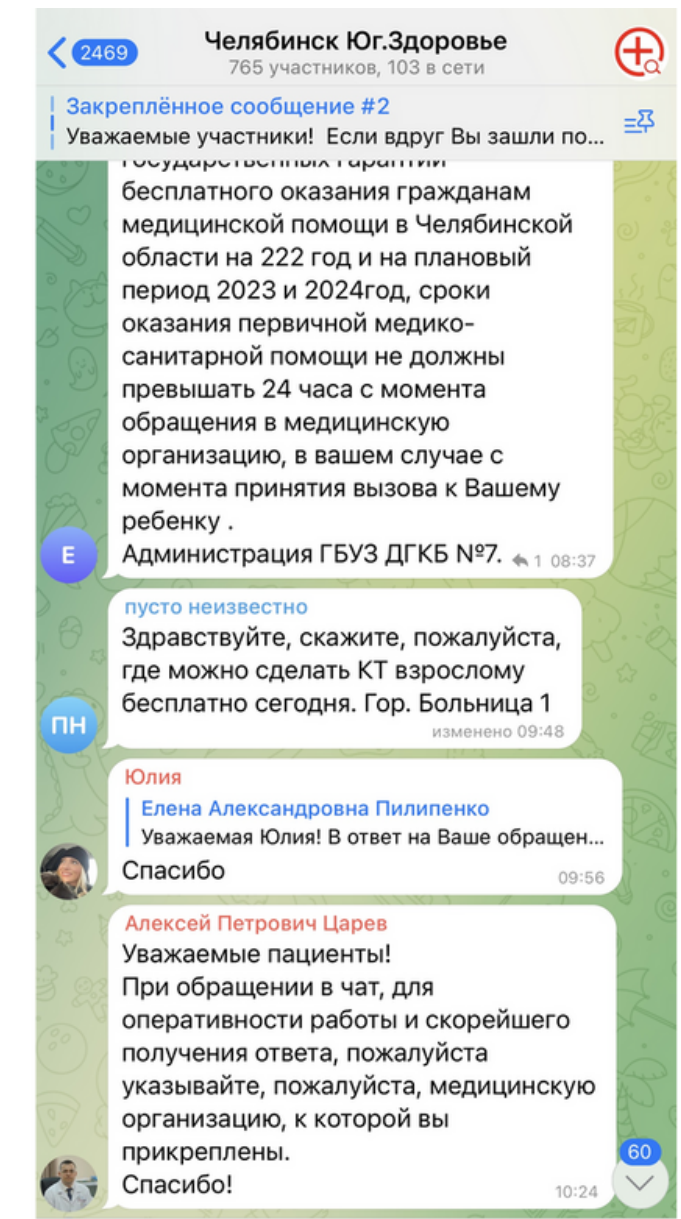 2469
Челябинск Юг.Здоровье
765 участников, 103 в сети
Закреплённое сообщение #2
Уважаемые участники! Если вдруг Вы зашли по...
государственных гарантий
бесплатного оказания гражданам
медицинской помощи в Челябинской
области на 222 год и на плановый
период 2023 и 2024год, сроки
оказания первичной медико-
санитарной помощи не должны
превышать 24 часа с момента
обращения в медицинскую
организацию, в вашем случае с
момента принятия вызова к Вашему
ребенку .
Администрация ГБУЗ ДГКБ №7. 1 08:37
Е
пусто неизвестно
Здравствуйте, скажите, пожалуйста,
где можно сделать КТ взрослому
бесплатно сегодня. Гор. Больница 1
изменено 09:48
ПН
Юлия
Елена Александровна Пилипенко
Уважаемая Юлия! В ответ на Ваше обращен...
Спасибо
09:56
Алексей Петрович Царев
Уважаемые пациенты!
При обращении в чат, для
оперативности работы и скорейшего
получения ответа, пожалуйста
указывайте, пожалуйста, медицинскую
организацию, к которой вы
прикреплены.
Спасибо!
10:24
60